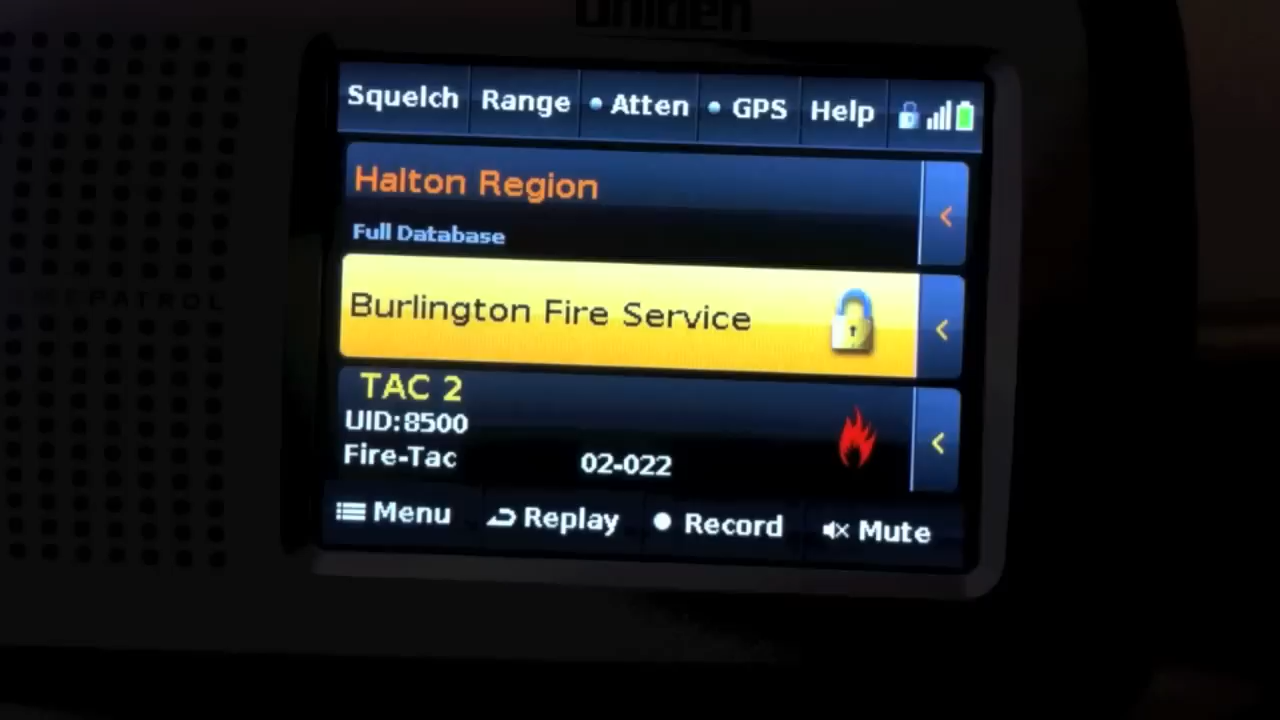 Uniden
Squelch Range Atten GPS Help
Halton Region
Full Database
Burlington Fire Service
TAC 2
UID:8500
Fire-Tac 02-022
Menu Replay Record Mute